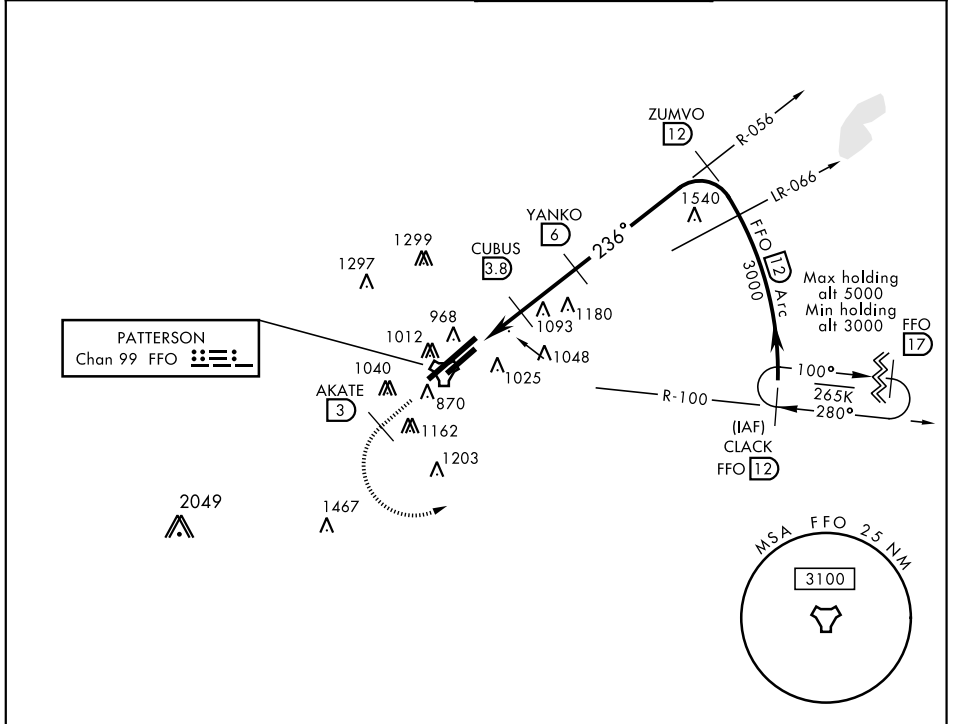 ZUMVO
12
R-056
LR-066
1540
YANKO
6
236°
FFO 12 Arc
3000
CUBUS
3.8
1299
1297
Max holding
alt 5000
Min holding
alt 3000
FFO
17
1180
1093
968
PATTERSON
Chan 99 FFO
1012
1048
1025
1040
AKATE
3
870
100°
265K
280°
R-100
(IAF)
CLACK
FFO 12
1162
1203
2049
1467
MSA FFO 25 NM
3100